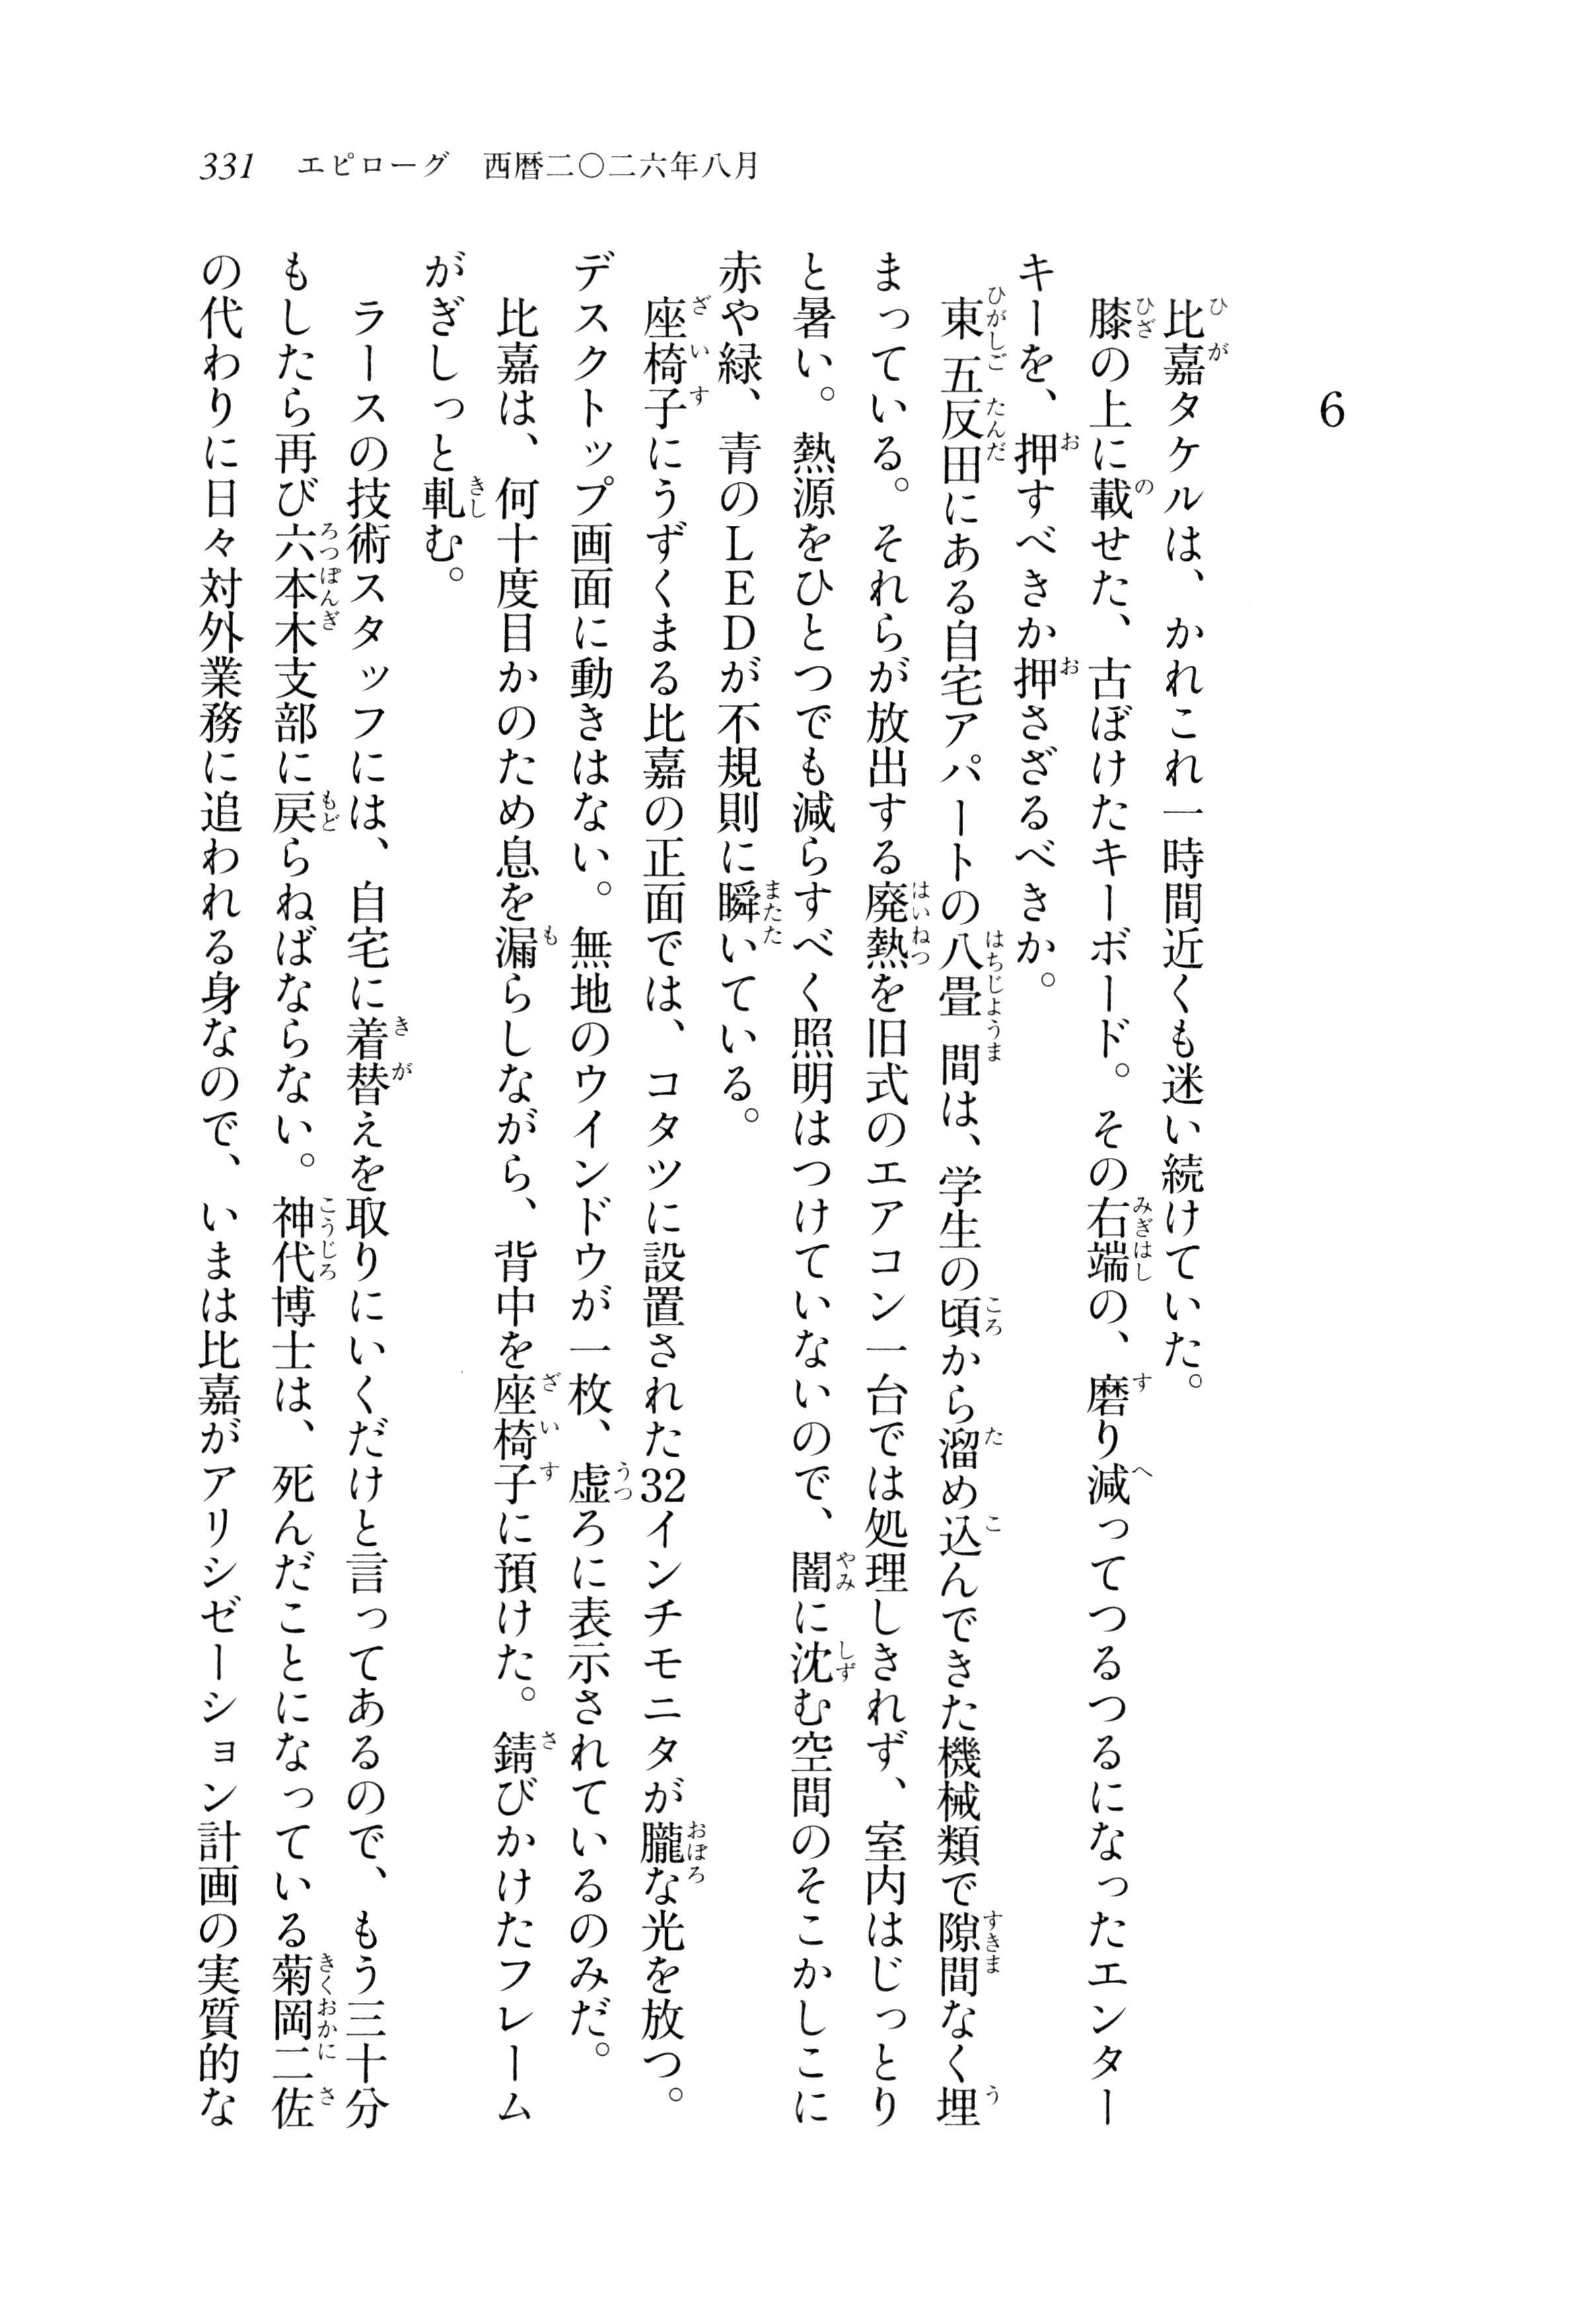 331 エピローグ 西暦二〇二六年八月
6
比嘉タケルは、かれこれ一時間近くも迷い続けていた。
膝の上に載せた、古ぼけたキーボード。その右端の、磨り減ってつるつるになったエンター
キーを、押すべきか押さざるべきか。
東五反田にある自宅アパートの八畳間は、学生の頃から溜め込んできた機械類で隙間なく埋
まっている。それらが放出する廃熱を旧式のエアコン一台では処理しきれず、室内はじっとり
と暑い。熱源をひとつでも減らすべく照明はつけていないので、闇に沈む空間のそこかしこに
赤や緑、青のＬＥＤが不規則に瞬いている。
座椅子にうずくまる比嘉の正面では、コタツに設置された32インチモニタが朧な光を放つ。
デスクトップ画面に動きはない。無地のウインドウが一枚、虚ろに表示されているのみだ。
比嘉は、何十度目かのため息を漏らしながら、背中を座椅子に預けた。錆びかけたフレーム
がぎしっと軋む。
ラースの技術スタッフには、自宅に着替えを取りにいくだけと言ってあるので、もう三十分
もしたら再び六本木支部に戻らねばならない。神代博士は、死んだことになっている菊岡二佐
の代わりに日々対外業務に追われる身なので、いまは比嘉がアリシゼーション計画の実質的な